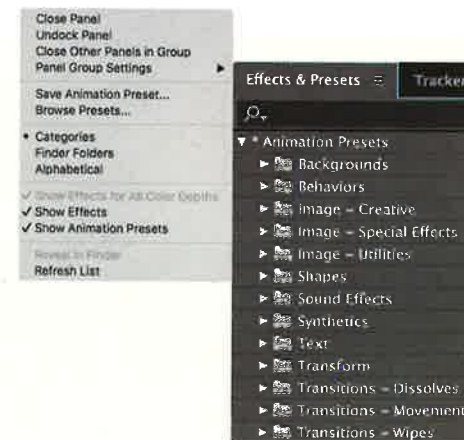 Close Panel
Undock Panel
Close Other Panels in Group
Panel Group Settings
Save Animation Preset...
Browse Presets...
Categories
Finder Folders
Alphabetical
Show Effects for All Color Depths
Show Effects
Show Animation Presets
Reveal in Finder
Refresh List
Effects & Presets
Tracker
* Animation Presets
Backgrounds
Behaviors
Image – Creative
Image – Special Effects
Image – Utilities
Shapes
Sound Effects
Synthetics
Text
Transform
Transitions – Dissolves
Transitions – Movement
Transitions – Wipes